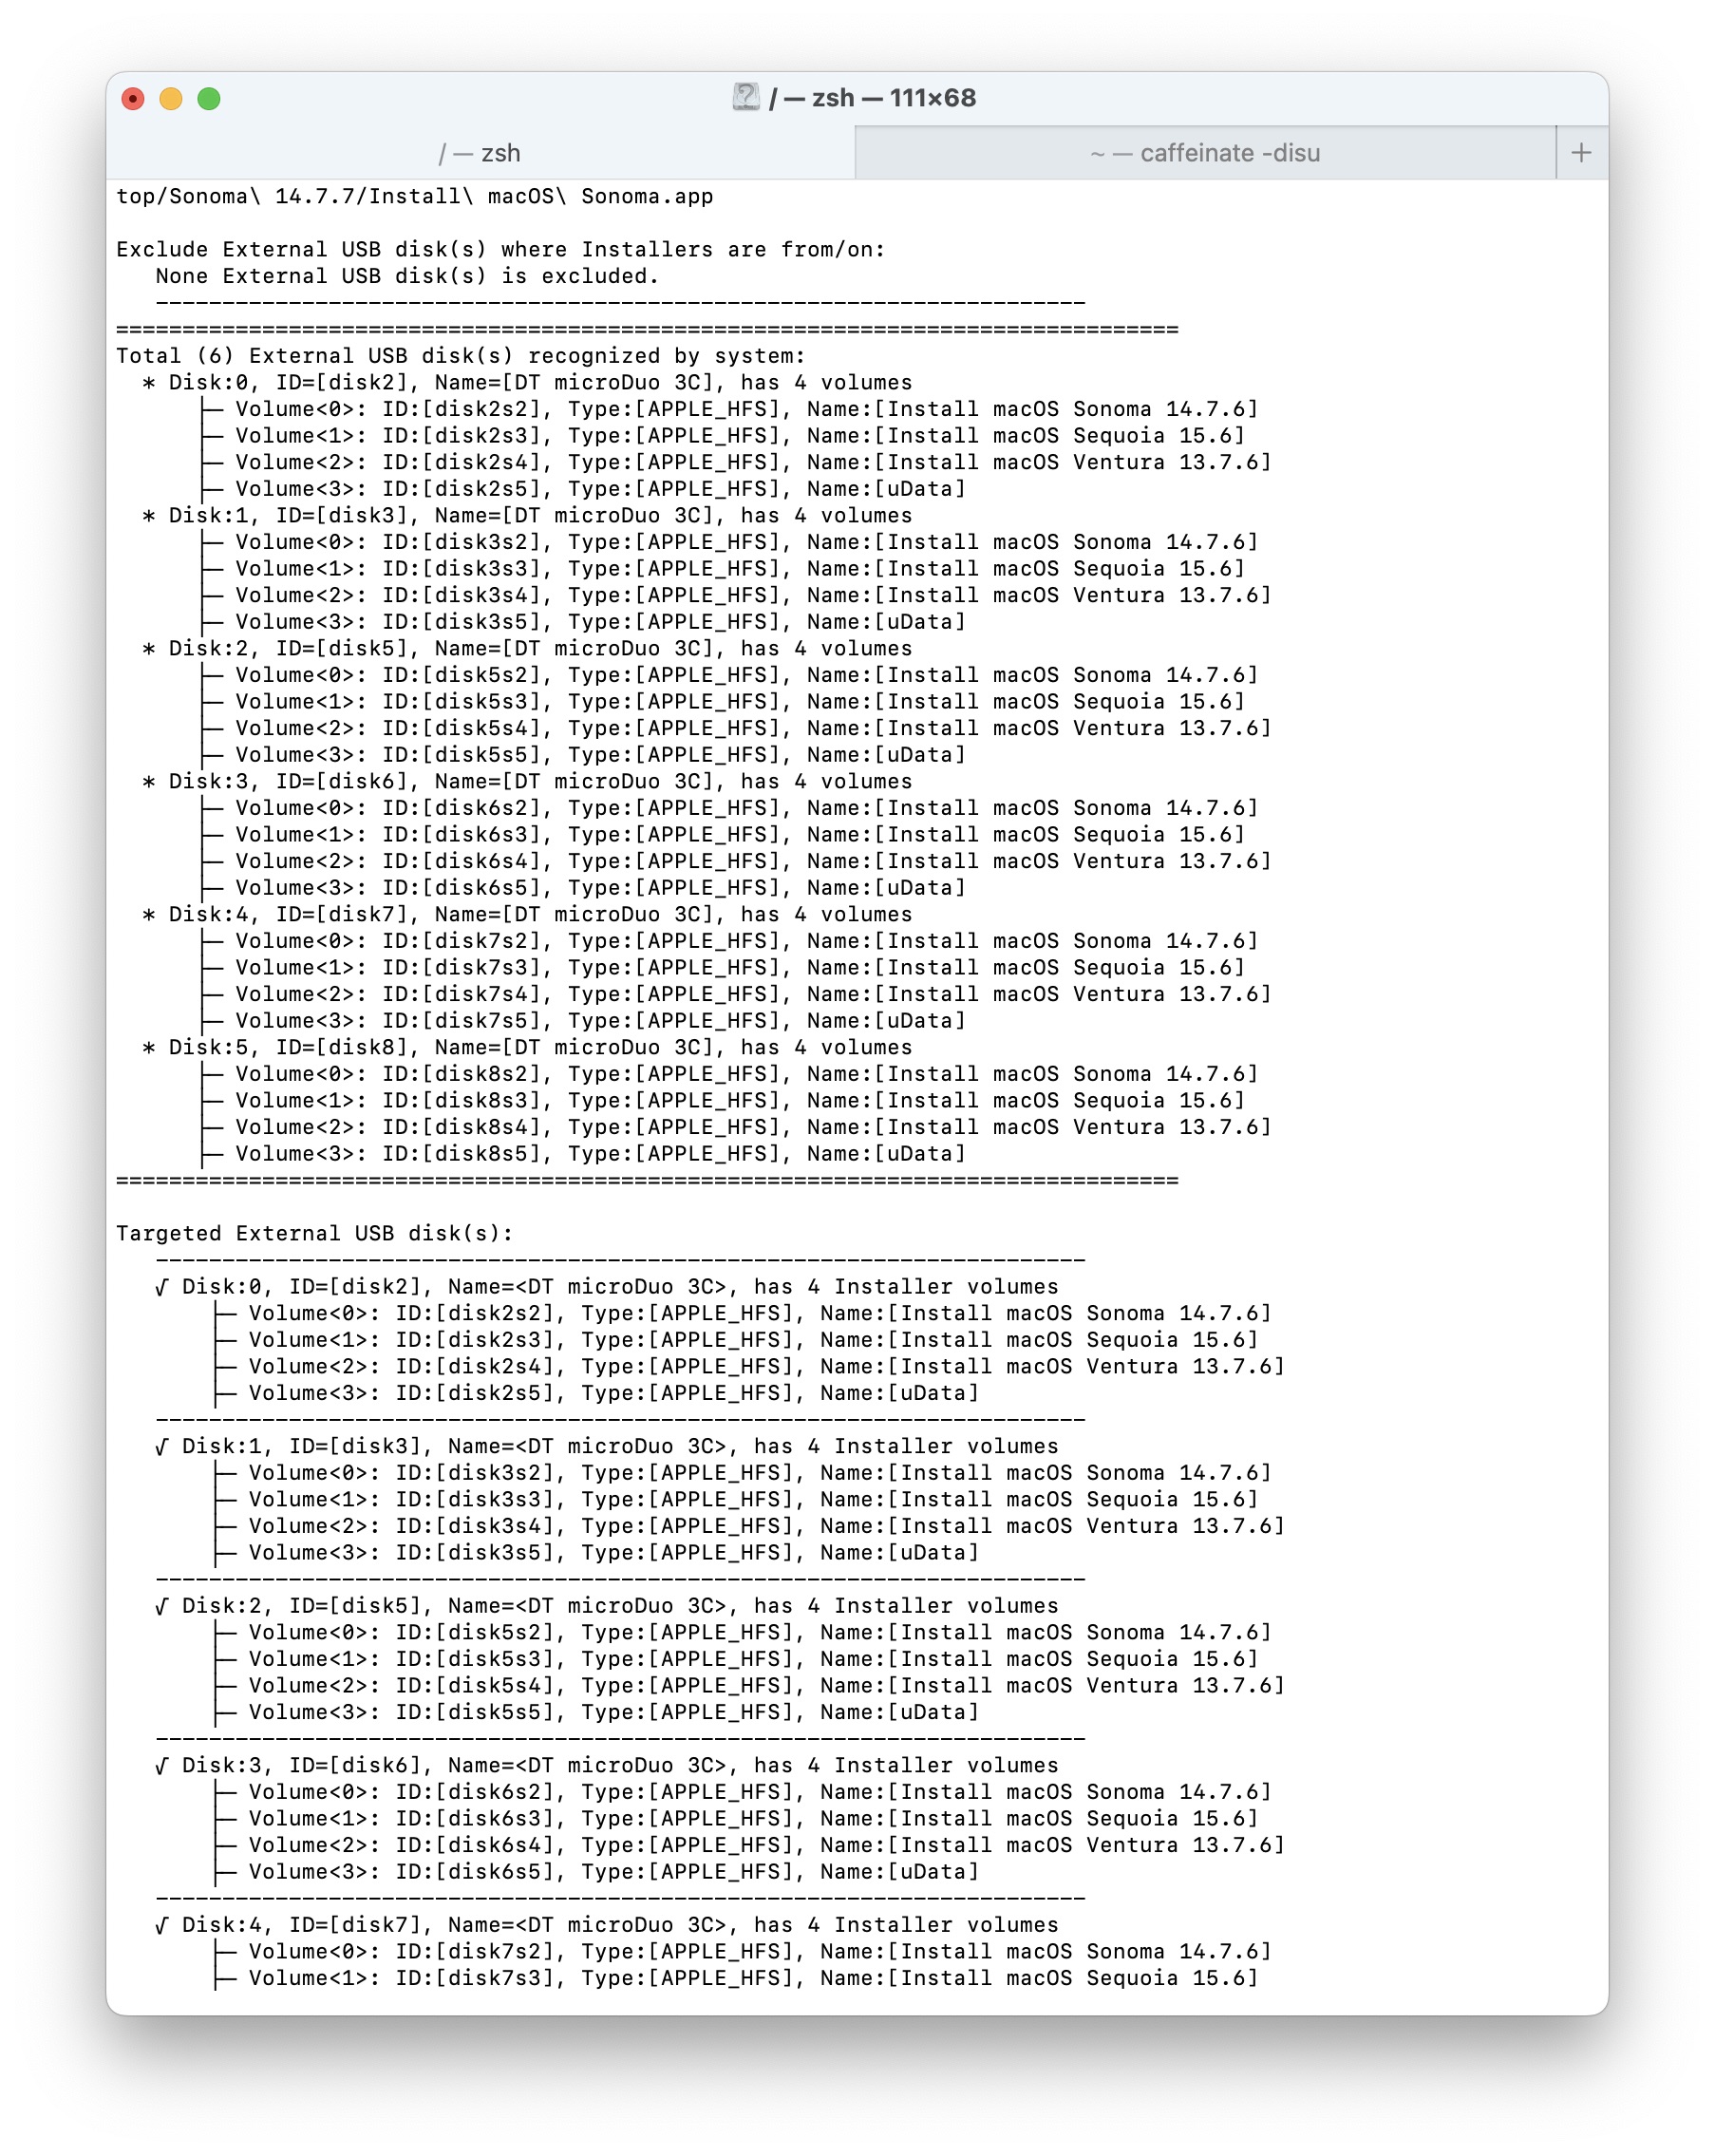 / — zsh — 111×68
/ — zsh
~ — caffeinate -disu
+
top/Sonoma\ 14.7.7/Install\ macOS\ Sonoma.app
Exclude External USB disk(s) where Installers are from/on:
   None External USB disk(s) is excluded.
   ----------------------------------------------------------------------
================================================================================
Total (6) External USB disk(s) recognized by system:
  * Disk:0, ID=[disk2], Name=[DT microDuo 3C], has 4 volumes
      ├─ Volume<0>: ID:[disk2s2], Type:[APPLE_HFS], Name:[Install macOS Sonoma 14.7.6]
      ├─ Volume<1>: ID:[disk2s3], Type:[APPLE_HFS], Name:[Install macOS Sequoia 15.6]
      ├─ Volume<2>: ID:[disk2s4], Type:[APPLE_HFS], Name:[Install macOS Ventura 13.7.6]
      ├─ Volume<3>: ID:[disk2s5], Type:[APPLE_HFS], Name:[uData]
  * Disk:1, ID=[disk3], Name=[DT microDuo 3C], has 4 volumes
      ├─ Volume<0>: ID:[disk3s2], Type:[APPLE_HFS], Name:[Install macOS Sonoma 14.7.6]
      ├─ Volume<1>: ID:[disk3s3], Type:[APPLE_HFS], Name:[Install macOS Sequoia 15.6]
      ├─ Volume<2>: ID:[disk3s4], Type:[APPLE_HFS], Name:[Install macOS Ventura 13.7.6]
      ├─ Volume<3>: ID:[disk3s5], Type:[APPLE_HFS], Name:[uData]
  * Disk:2, ID=[disk5], Name=[DT microDuo 3C], has 4 volumes
      ├─ Volume<0>: ID:[disk5s2], Type:[APPLE_HFS], Name:[Install macOS Sonoma 14.7.6]
      ├─ Volume<1>: ID:[disk5s3], Type:[APPLE_HFS], Name:[Install macOS Sequoia 15.6]
      ├─ Volume<2>: ID:[disk5s4], Type:[APPLE_HFS], Name:[Install macOS Ventura 13.7.6]
      ├─ Volume<3>: ID:[disk5s5], Type:[APPLE_HFS], Name:[uData]
  * Disk:3, ID=[disk6], Name=[DT microDuo 3C], has 4 volumes
      ├─ Volume<0>: ID:[disk6s2], Type:[APPLE_HFS], Name:[Install macOS Sonoma 14.7.6]
      ├─ Volume<1>: ID:[disk6s3], Type:[APPLE_HFS], Name:[Install macOS Sequoia 15.6]
      ├─ Volume<2>: ID:[disk6s4], Type:[APPLE_HFS], Name:[Install macOS Ventura 13.7.6]
      ├─ Volume<3>: ID:[disk6s5], Type:[APPLE_HFS], Name:[uData]
  * Disk:4, ID=[disk7], Name=[DT microDuo 3C], has 4 volumes
      ├─ Volume<0>: ID:[disk7s2], Type:[APPLE_HFS], Name:[Install macOS Sonoma 14.7.6]
      ├─ Volume<1>: ID:[disk7s3], Type:[APPLE_HFS], Name:[Install macOS Sequoia 15.6]
      ├─ Volume<2>: ID:[disk7s4], Type:[APPLE_HFS], Name:[Install macOS Ventura 13.7.6]
      ├─ Volume<3>: ID:[disk7s5], Type:[APPLE_HFS], Name:[uData]
  * Disk:5, ID=[disk8], Name=[DT microDuo 3C], has 4 volumes
      ├─ Volume<0>: ID:[disk8s2], Type:[APPLE_HFS], Name:[Install macOS Sonoma 14.7.6]
      ├─ Volume<1>: ID:[disk8s3], Type:[APPLE_HFS], Name:[Install macOS Sequoia 15.6]
      ├─ Volume<2>: ID:[disk8s4], Type:[APPLE_HFS], Name:[Install macOS Ventura 13.7.6]
      ├─ Volume<3>: ID:[disk8s5], Type:[APPLE_HFS], Name:[uData]
================================================================================
Targeted External USB disk(s):
   ----------------------------------------------------------------------
   √ Disk:0, ID=[disk2], Name=<DT microDuo 3C>, has 4 Installer volumes
       ├─ Volume<0>: ID:[disk2s2], Type:[APPLE_HFS], Name:[Install macOS Sonoma 14.7.6]
       ├─ Volume<1>: ID:[disk2s3], Type:[APPLE_HFS], Name:[Install macOS Sequoia 15.6]
       ├─ Volume<2>: ID:[disk2s4], Type:[APPLE_HFS], Name:[Install macOS Ventura 13.7.6]
       ├─ Volume<3>: ID:[disk2s5], Type:[APPLE_HFS], Name:[uData]
   ----------------------------------------------------------------------
   √ Disk:1, ID=[disk3], Name=<DT microDuo 3C>, has 4 Installer volumes
       ├─ Volume<0>: ID:[disk3s2], Type:[APPLE_HFS], Name:[Install macOS Sonoma 14.7.6]
       ├─ Volume<1>: ID:[disk3s3], Type:[APPLE_HFS], Name:[Install macOS Sequoia 15.6]
       ├─ Volume<2>: ID:[disk3s4], Type:[APPLE_HFS], Name:[Install macOS Ventura 13.7.6]
       ├─ Volume<3>: ID:[disk3s5], Type:[APPLE_HFS], Name:[uData]
   ----------------------------------------------------------------------
   √ Disk:2, ID=[disk5], Name=<DT microDuo 3C>, has 4 Installer volumes
       ├─ Volume<0>: ID:[disk5s2], Type:[APPLE_HFS], Name:[Install macOS Sonoma 14.7.6]
       ├─ Volume<1>: ID:[disk5s3], Type:[APPLE_HFS], Name:[Install macOS Sequoia 15.6]
       ├─ Volume<2>: ID:[disk5s4], Type:[APPLE_HFS], Name:[Install macOS Ventura 13.7.6]
       ├─ Volume<3>: ID:[disk5s5], Type:[APPLE_HFS], Name:[uData]
   ----------------------------------------------------------------------
   √ Disk:3, ID=[disk6], Name=<DT microDuo 3C>, has 4 Installer volumes
       ├─ Volume<0>: ID:[disk6s2], Type:[APPLE_HFS], Name:[Install macOS Sonoma 14.7.6]
       ├─ Volume<1>: ID:[disk6s3], Type:[APPLE_HFS], Name:[Install macOS Sequoia 15.6]
       ├─ Volume<2>: ID:[disk6s4], Type:[APPLE_HFS], Name:[Install macOS Ventura 13.7.6]
       ├─ Volume<3>: ID:[disk6s5], Type:[APPLE_HFS], Name:[uData]
   ----------------------------------------------------------------------
   √ Disk:4, ID=[disk7], Name=<DT microDuo 3C>, has 4 Installer volumes
       ├─ Volume<0>: ID:[disk7s2], Type:[APPLE_HFS], Name:[Install macOS Sonoma 14.7.6]
       ├─ Volume<1>: ID:[disk7s3], Type:[APPLE_HFS], Name:[Install macOS Sequoia 15.6]